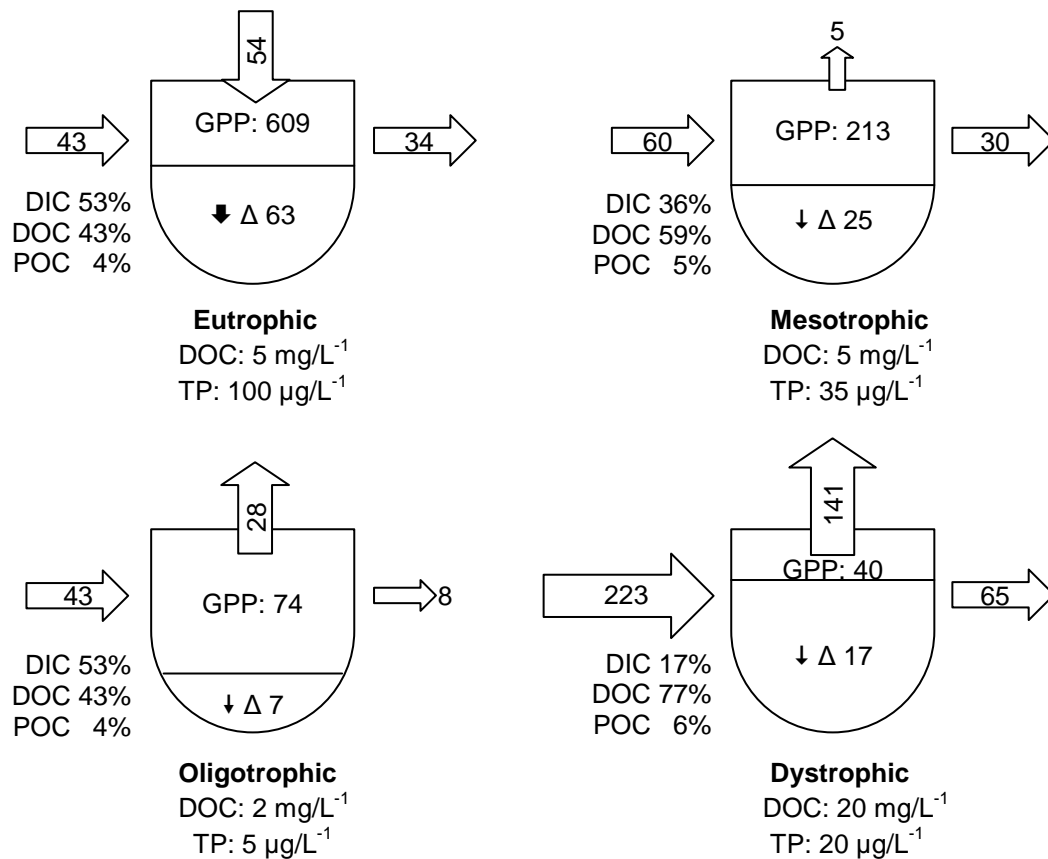 54
GPP: 609
43
34
DIC 53%
DOC 43%
POC 4%
Δ 63
Eutrophic
DOC: 5 mg/L⁻¹
TP: 100 µg/L⁻¹
5
GPP: 213
60
30
DIC 36%
DOC 59%
POC 5%
Δ 25
Mesotrophic
DOC: 5 mg/L⁻¹
TP: 35 µg/L⁻¹
28
GPP: 74
43
8
DIC 53%
DOC 43%
POC 4%
Δ 7
Oligotrophic
DOC: 2 mg/L⁻¹
TP: 5 µg/L⁻¹
141
GPP: 40
223
65
DIC 17%
DOC 77%
POC 6%
Δ 17
Dystrophic
DOC: 20 mg/L⁻¹
TP: 20 µg/L⁻¹